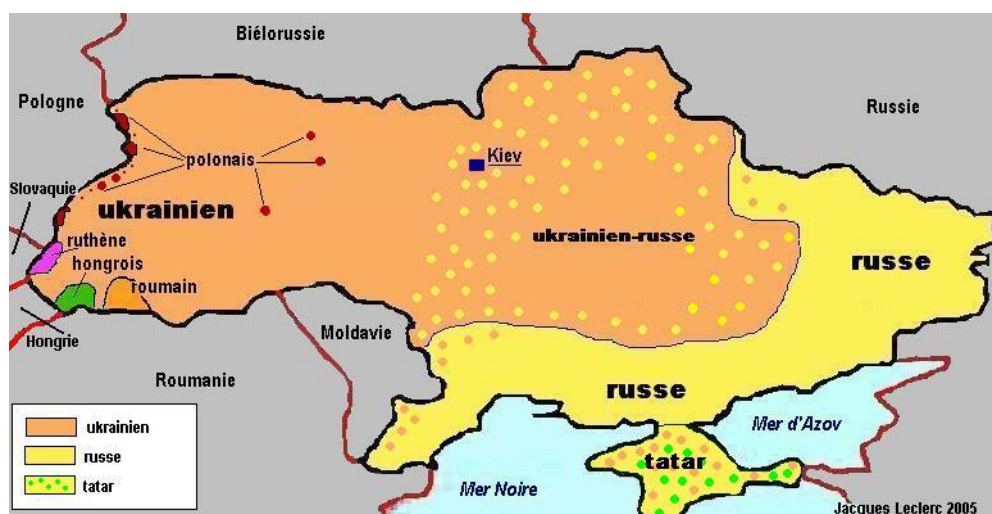 Biélorussie
Pologne
Russie
polonais
Kiev
Slovaquie
ukrainien
ukrainien-russe
ruthène
hongrois
roumain
russe
Hongrie
Moldavie
Roumanie
russe
ukrainien
russe
tatar
Mer d'Azov
tatar
Mer Noire
Jacques Leclerc 2005